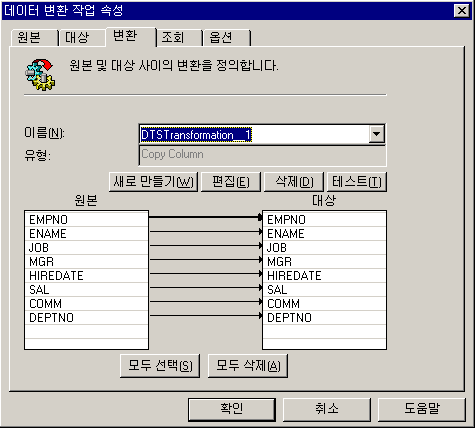 데이터 변환 작업 속성
원본 대상 변환 조회 옵션
원본 및 대상 사이의 변환을 정의합니다.
이름(N): DTSTransformation__1
유형: Copy Column
새로 만들기(W) 편집(E) 삭제(D) 테스트(T)
원본 대상
EMPNO EMPNO
ENAME ENAME
JOB JOB
MGR MGR
HIREDATE HIREDATE
SAL SAL
COMM COMM
DEPTNO DEPTNO
모두 선택(S) 모두 삭제(A)
확인 취소 도움말